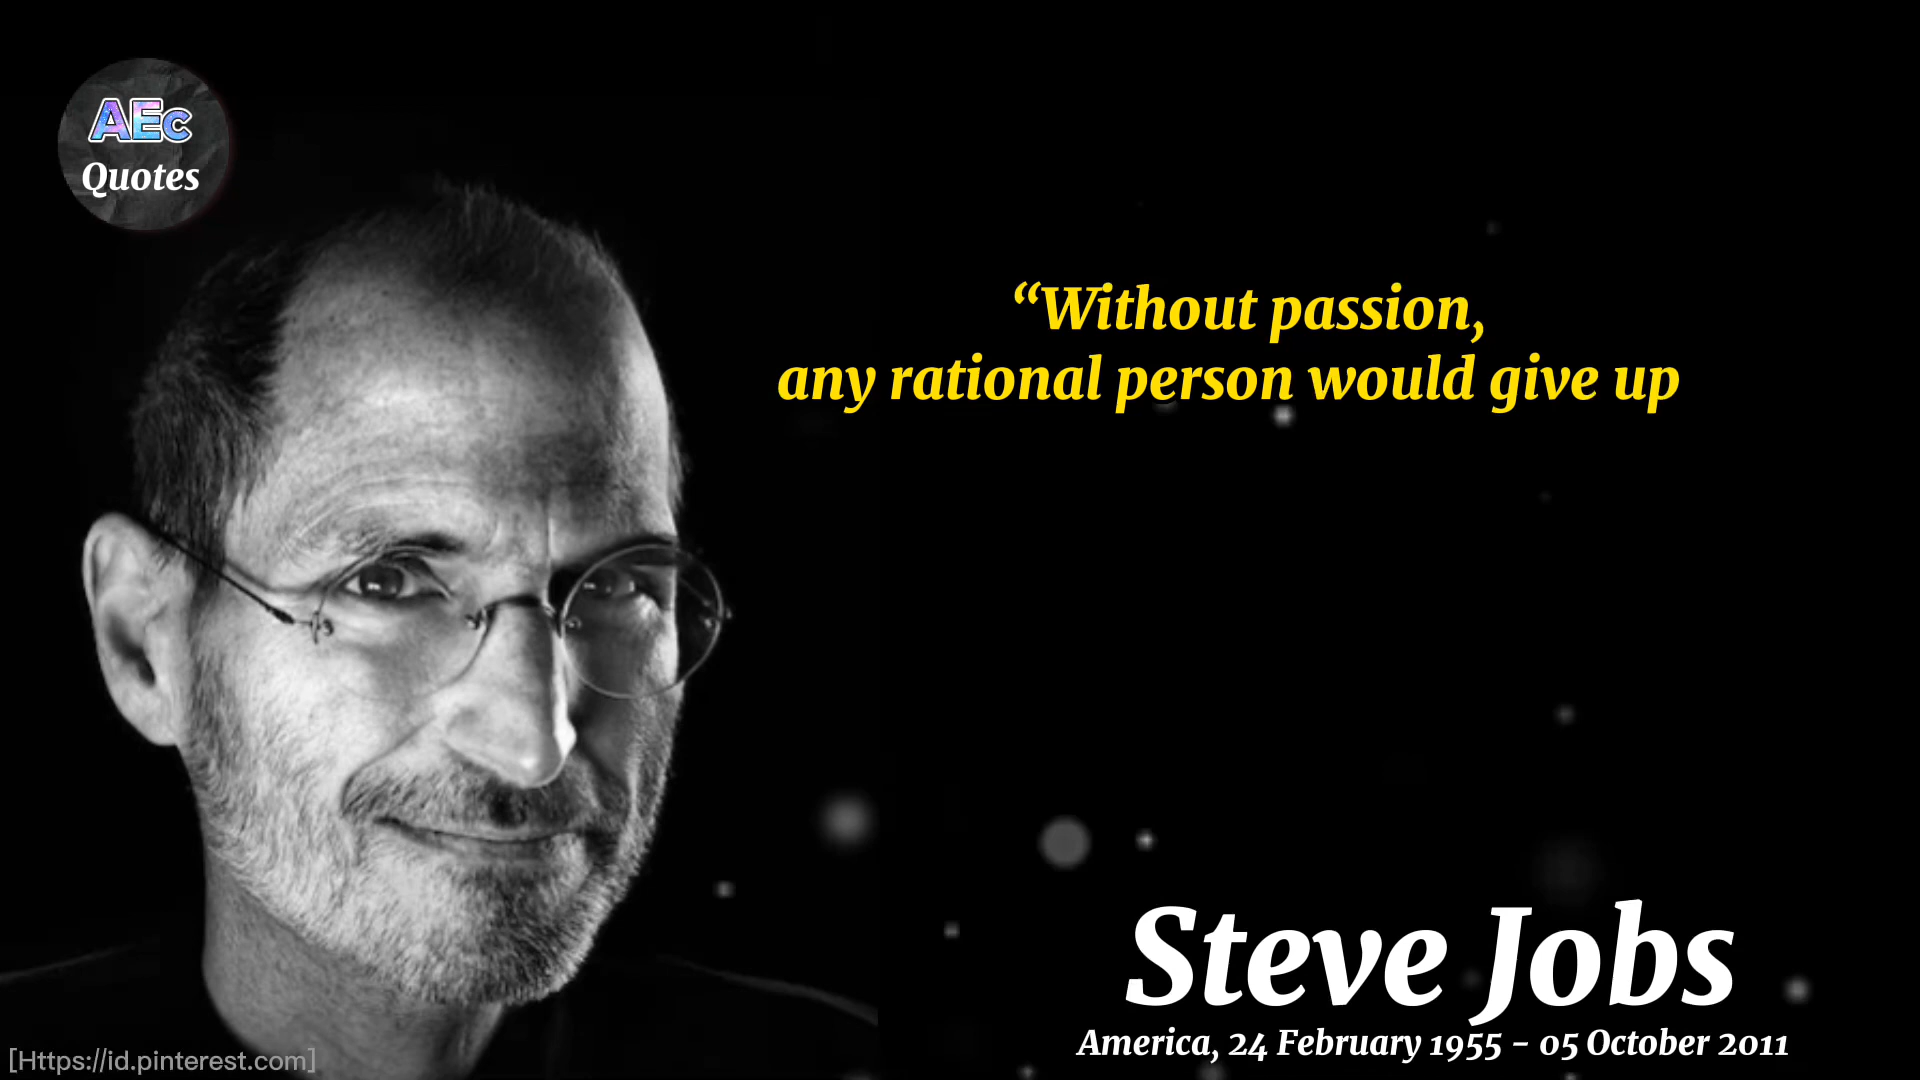 AEc
Quotes
“Without passion,
any rational person would give up
Steve Jobs
America, 24 February 1955 - 05 October 2011
[Https://id.pinterest.com]